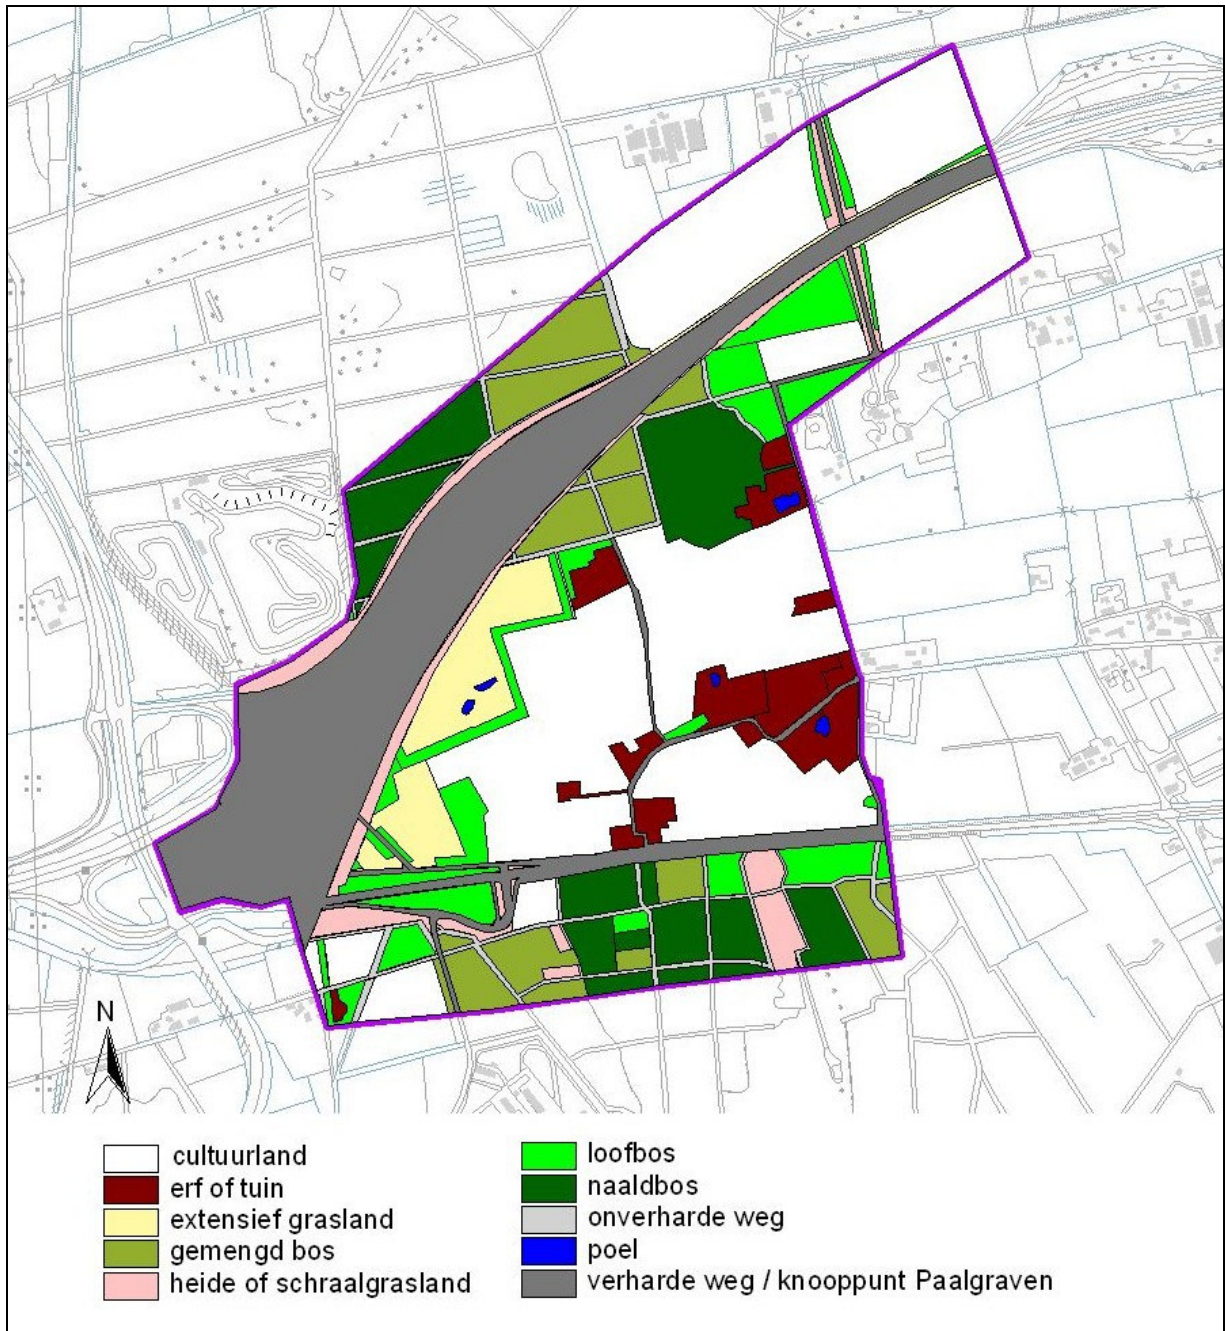 N
cultuurland
erf of tuin
extensief grasland
gemengd bos
heide of schraalgrasland
loofbos
naaldbos
onverharde weg
poel
verharde weg / knooppunt Paalgraven